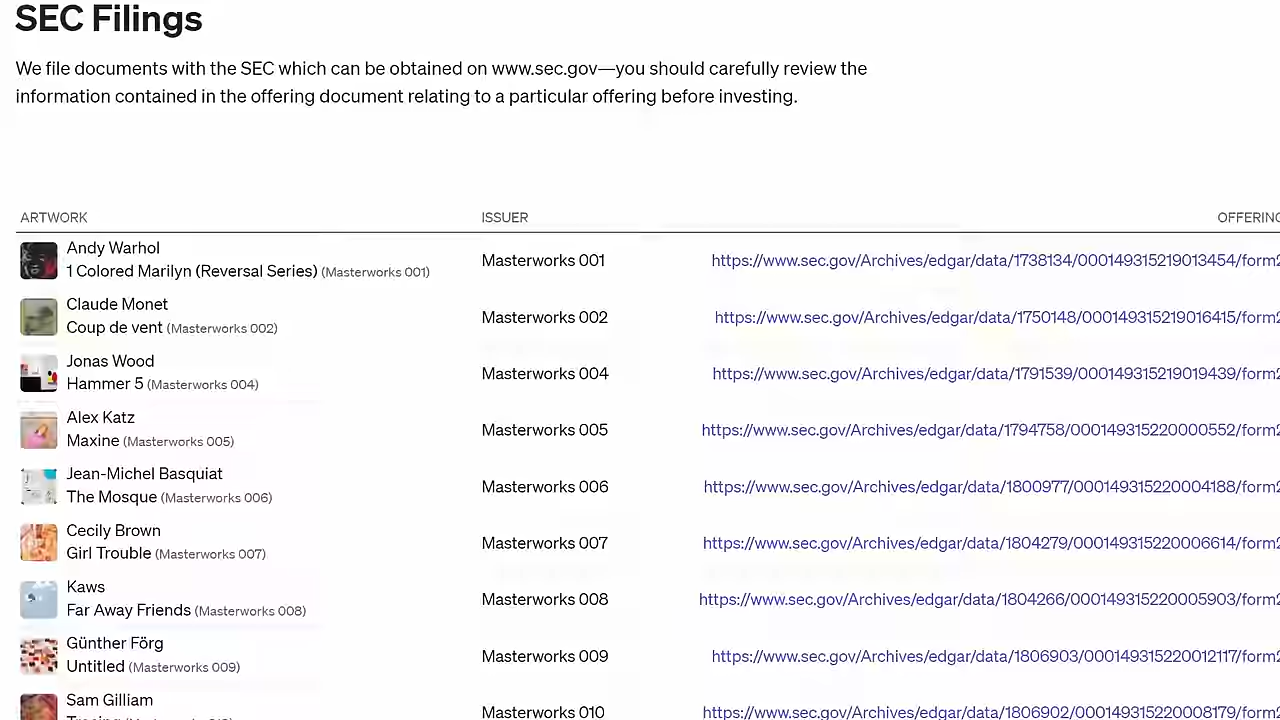 SEC Filings
We file documents with the SEC which can be obtained on www.sec.gov—you should carefully review the
information contained in the offering document relating to a particular offering before investing.
ARTWORK ISSUER OFFERING
Andy Warhol
1 Colored Marilyn (Reversal Series) (Masterworks 001) Masterworks 001 https://www.sec.gov/Archives/edgar/data/1738134/000149315219013454/form2
Claude Monet
Coup de vent (Masterworks 002) Masterworks 002 https://www.sec.gov/Archives/edgar/data/1750148/000149315219016415/form2
Jonas Wood
Hammer 5 (Masterworks 004) Masterworks 004 https://www.sec.gov/Archives/edgar/data/1791539/000149315219019439/form2
Alex Katz
Maxine (Masterworks 005) Masterworks 005 https://www.sec.gov/Archives/edgar/data/1794758/000149315220000552/form2
Jean-Michel Basquiat
The Mosque (Masterworks 006) Masterworks 006 https://www.sec.gov/Archives/edgar/data/1800977/000149315220004188/form2
Cecily Brown
Girl Trouble (Masterworks 007) Masterworks 007 https://www.sec.gov/Archives/edgar/data/1804279/000149315220006614/form2
Kaws
Far Away Friends (Masterworks 008) Masterworks 008 https://www.sec.gov/Archives/edgar/data/1804266/000149315220005903/form2
Günther Förg
Untitled (Masterworks 009) Masterworks 009 https://www.sec.gov/Archives/edgar/data/1806903/000149315220012117/form2
Sam Gilliam
Masterworks 010 https://www.sec.gov/Archives/edgar/data/1806902/000149315220008179/form2